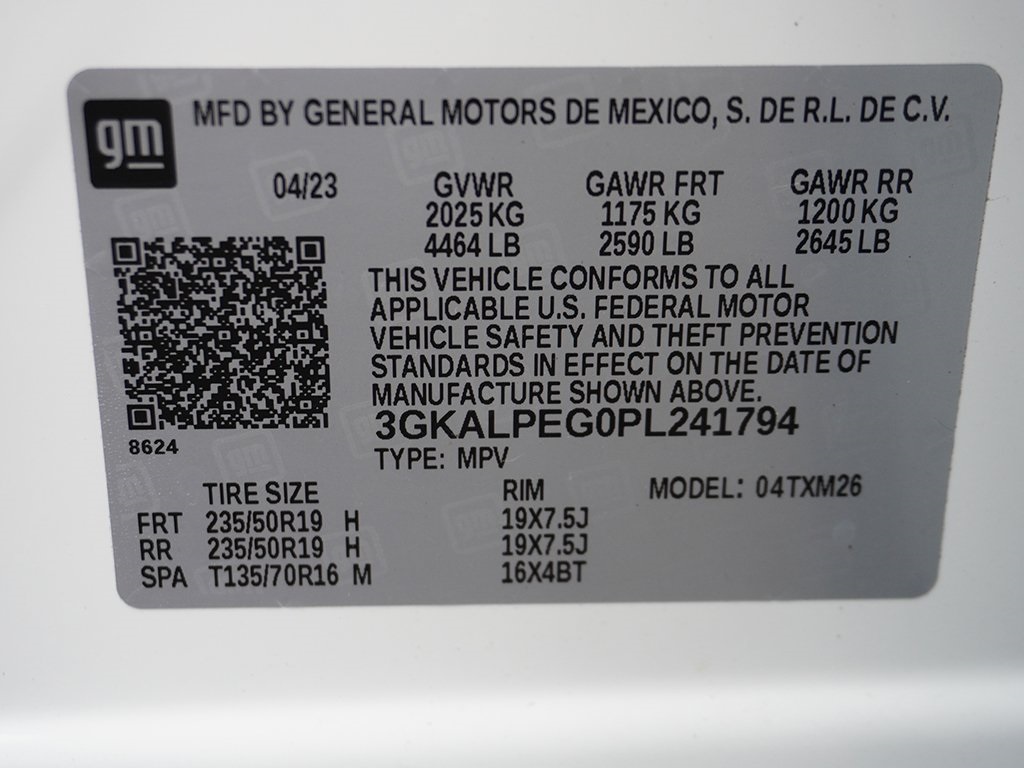 gm
MFD BY GENERAL MOTORS DE MEXICO, S. DE R.L. DE C.V.
04/23 GVWR GAWR FRT GAWR RR
2025 KG 1175 KG 1200 KG
4464 LB 2590 LB 2645 LB
THIS VEHICLE CONFORMS TO ALL
APPLICABLE U.S. FEDERAL MOTOR
VEHICLE SAFETY AND THEFT PREVENTION
STANDARDS IN EFFECT ON THE DATE OF
MANUFACTURE SHOWN ABOVE.
3GKALPEG0PL241794
8624
TYPE: MPV
TIRE SIZE RIM MODEL: 04TXM26
FRT 235/50R19 H 19X7.5J
RR 235/50R19 H 19X7.5J
SPA T135/70R16 M 16X4BT